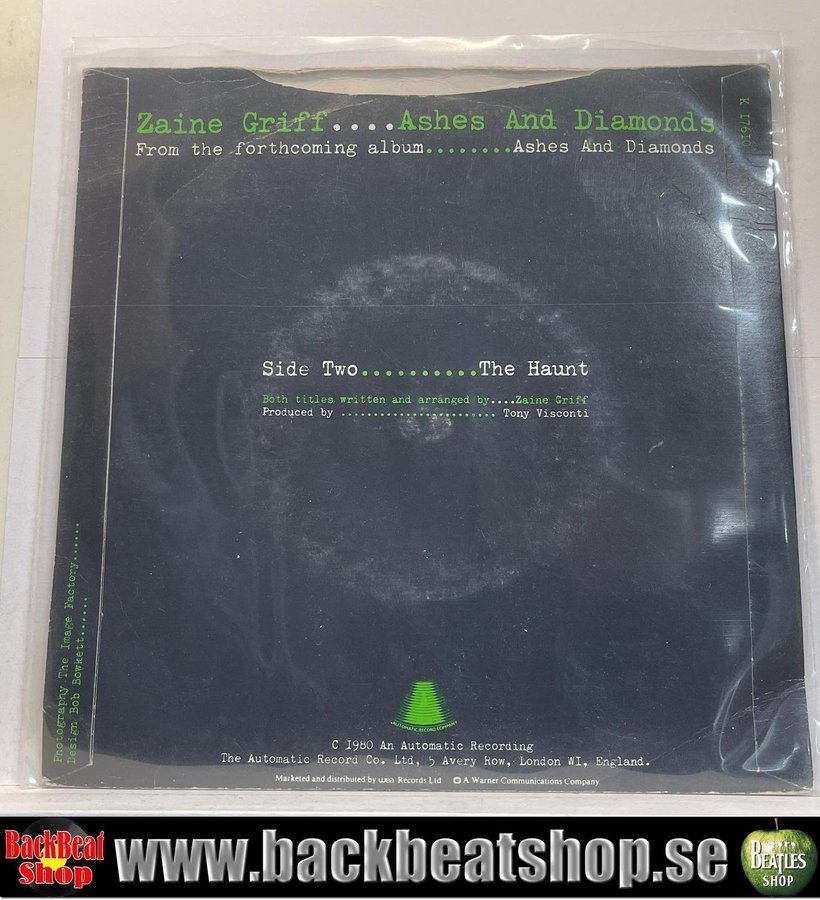 Zaine Griff....Ashes And Diamonds
From the forthcoming album........Ashes And Diamonds
K 17610
Side Two..........The Haunt
Both titles written and arranged by....Zaine Griff
Produced by ........................ Tony Visconti
Photography The Image Factory......
Design Bob Bowkett......
AUTOMATIC RECORD COMPANY
C 1980 An Automatic Recording
The Automatic Record Co. Ltd, 5 Avery Row, London WI, England.
Marketed and distributed by wea Records Ltd A Warner Communications Company
BackBeat
Shop
www.backbeatshop.se
BEATLES
SHOP